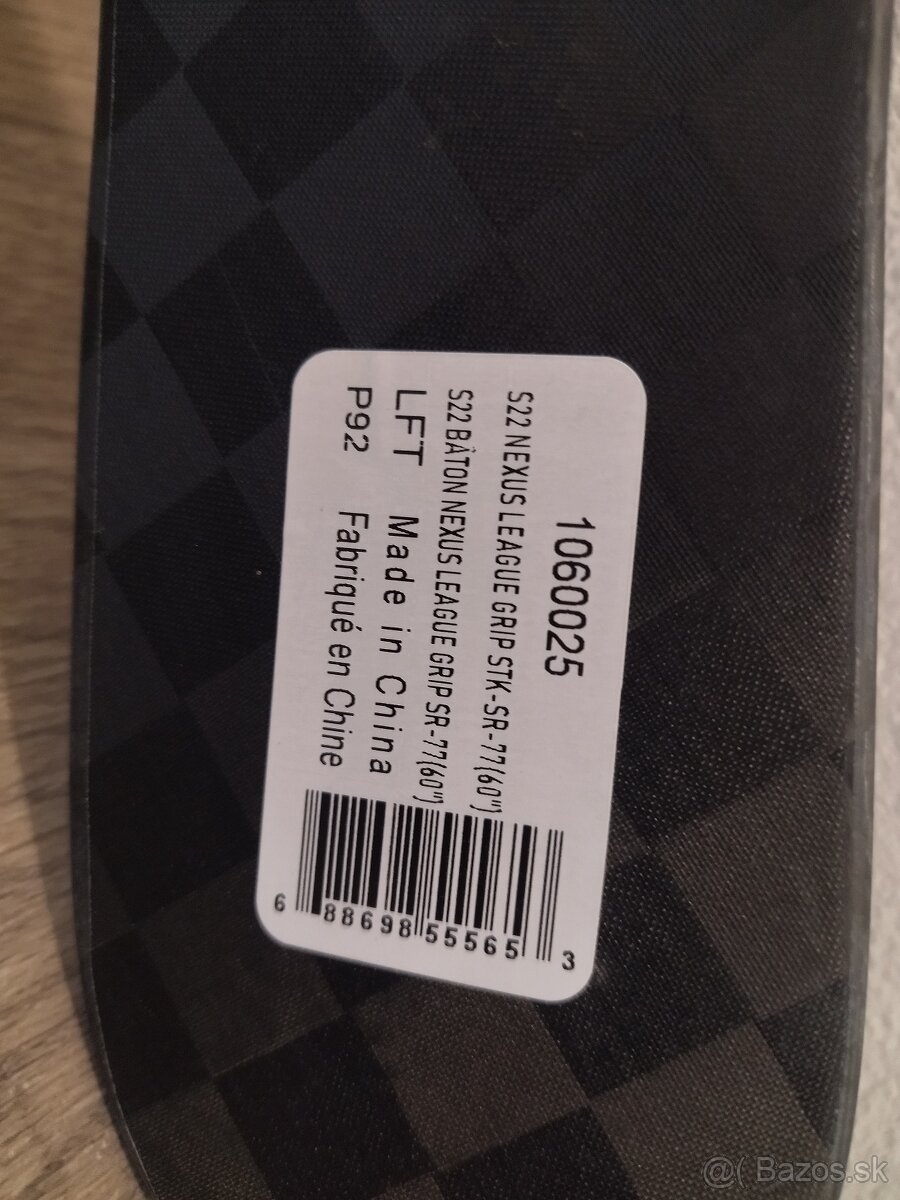 1060025
S22 NEXUS LEAGUE GRIP STK-SR-77(60")
S22 BÂTON NEXUS LEAGUE GRIP SR-77(60")
LFT Made in China
P92 Fabriqué en Chine
6 88698 55565 3
@( Bazos.sk